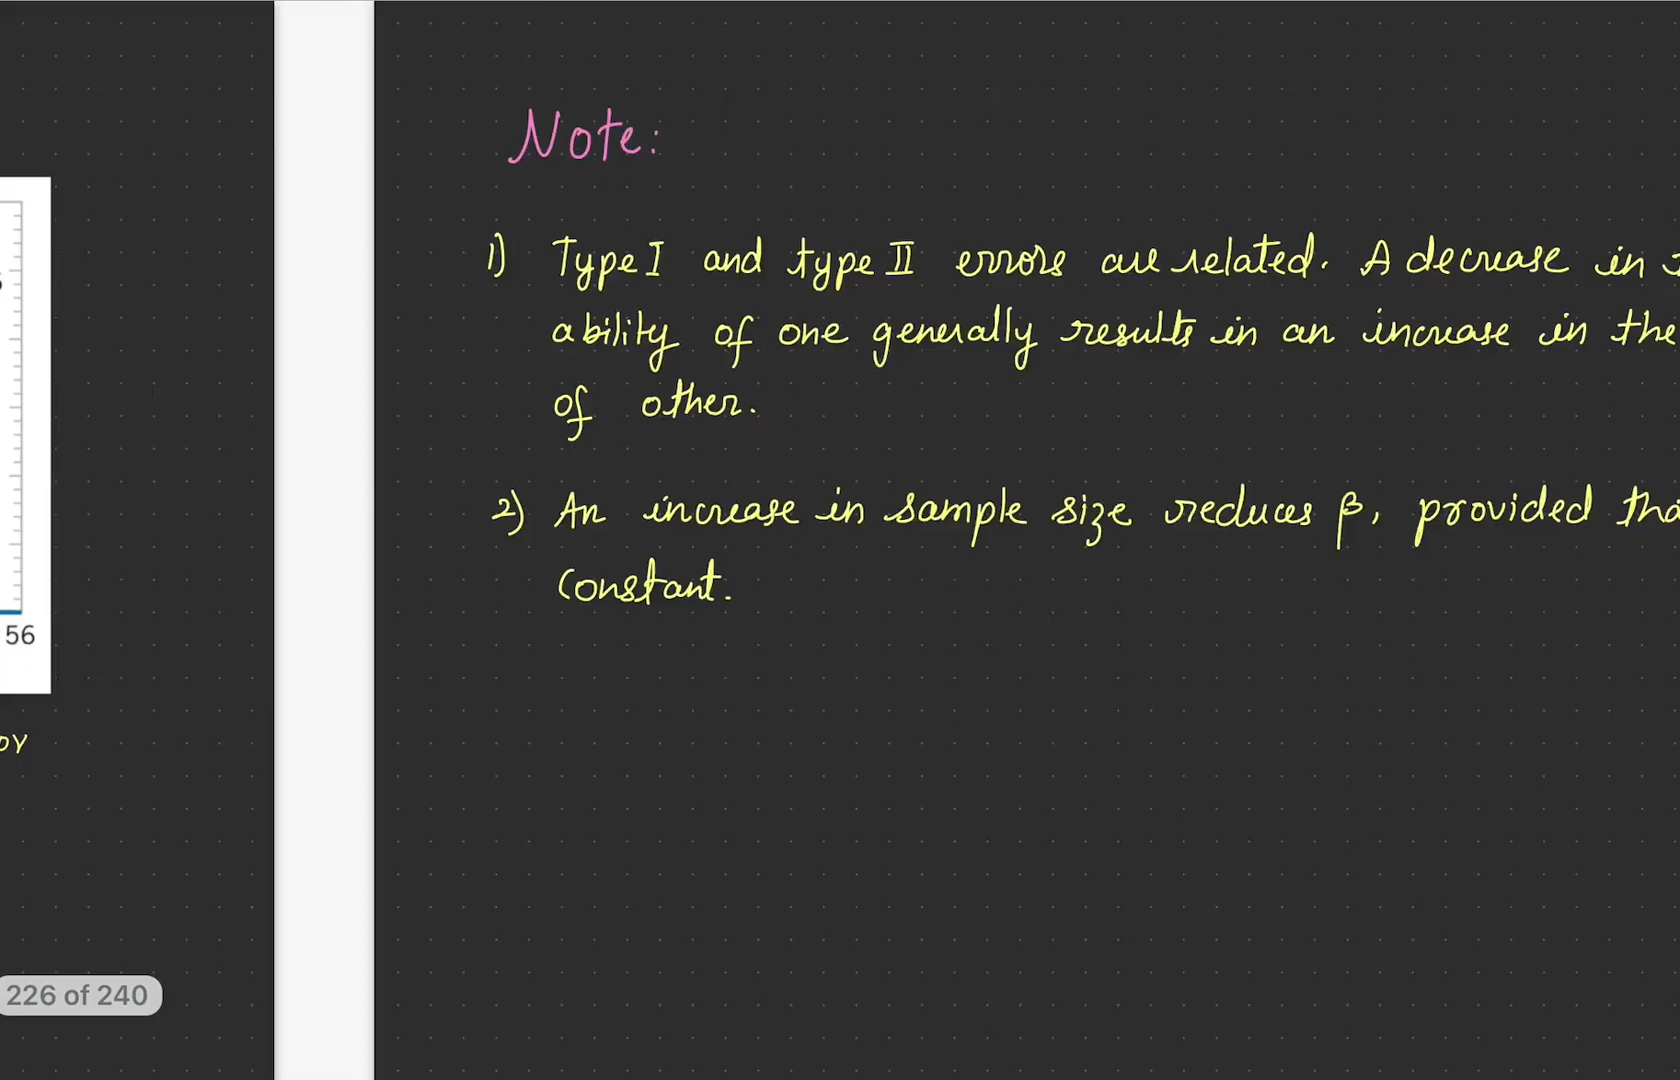 Note:
1) Type I and type II errors are related. A decrease in
ability of one generally results in an increase in the
of other.
2) An increase in sample size reduces β, provided
constant.
56
226 of 240